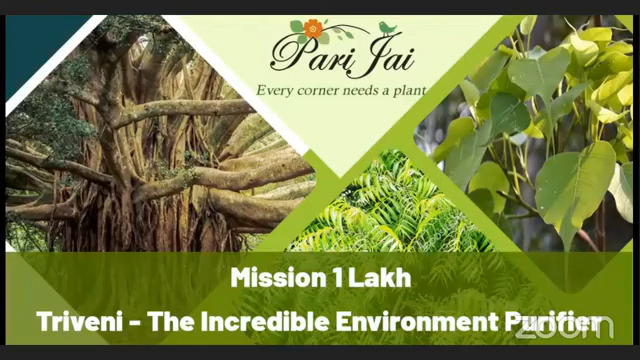 Pari Jai
Every corner needs a plant
Mission 1 Lakh
Triveni - The Incredible Environment Purifier
zoom